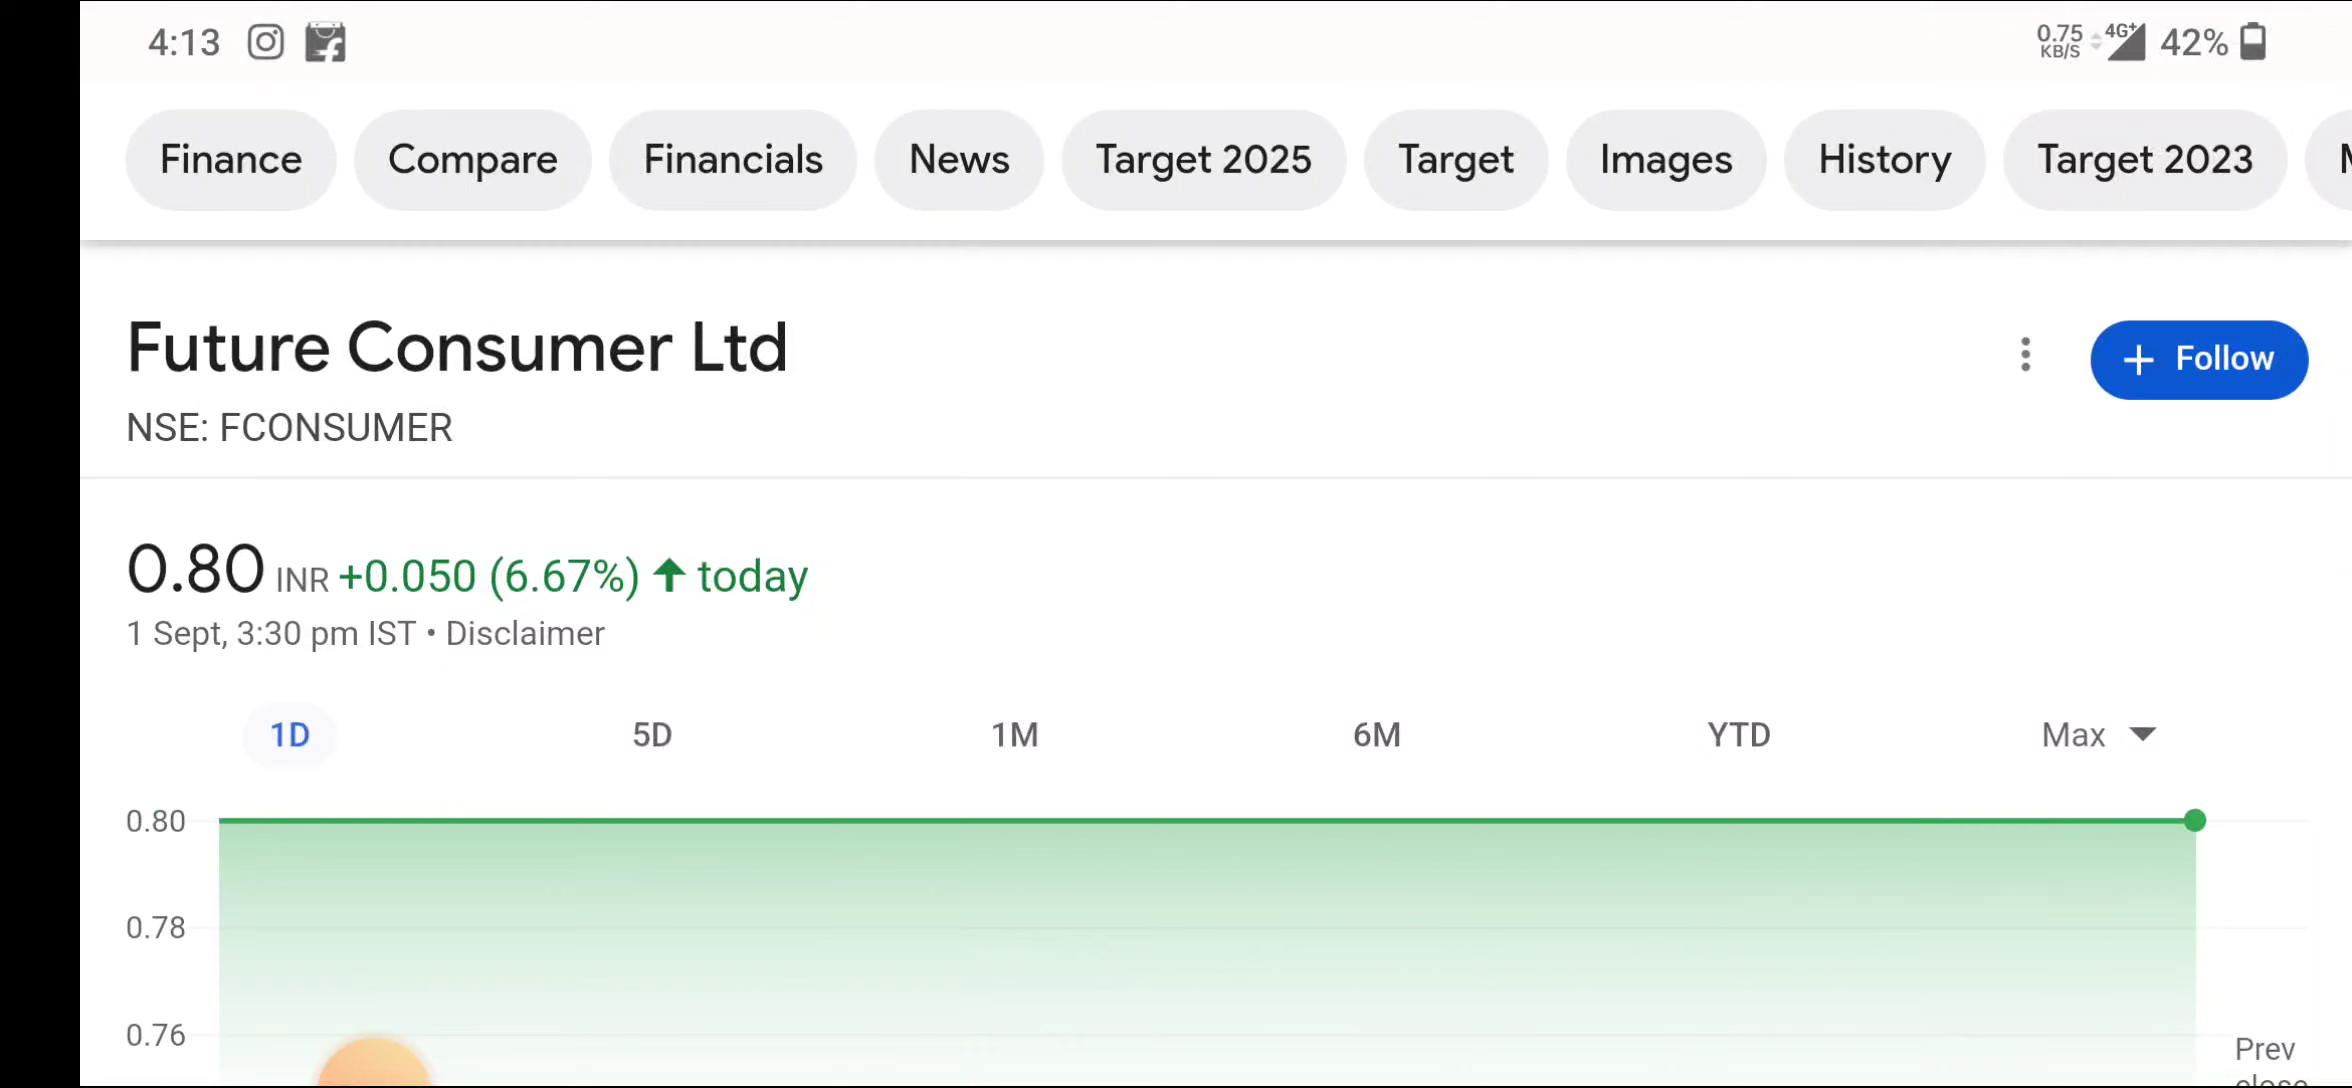 4:13
0.75 KB/S 4G+ 42%
Finance Compare Financials News Target 2025 Target Images History Target 2023
Future Consumer Ltd
+ Follow
NSE: FCONSUMER
0.80 INR +0.050 (6.67%) ↑ today
1 Sept, 3:30 pm IST • Disclaimer
1D 5D 1M 6M YTD Max
0.80
0.78
0.76
Prev
close